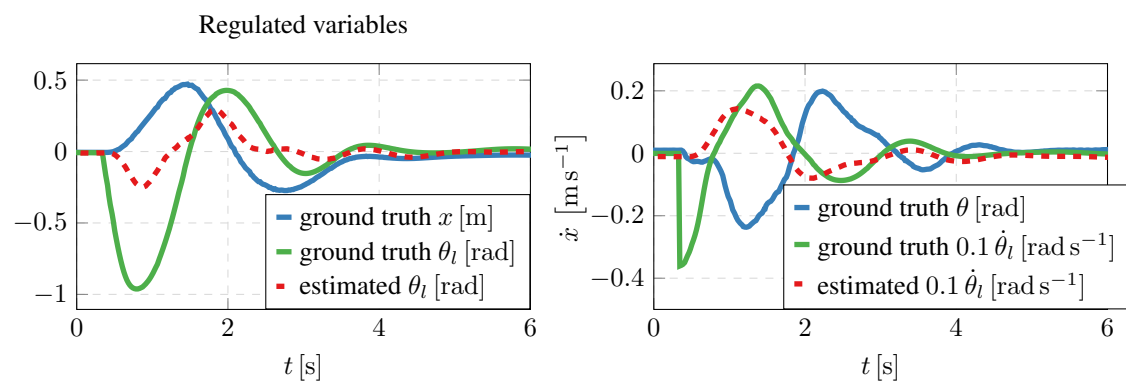 Regulated variables
0.5
0
−0.5
−1
0
2
4
6
t [s]
ground truth x [m]
ground truth θ_l [rad]
estimated θ_l [rad]
ẋ [m s⁻¹]
0.2
0
−0.2
−0.4
0
2
4
6
t [s]
ground truth θ [rad]
ground truth 0.1 θ̇_l [rad s⁻¹]
estimated 0.1 θ̇_l [rad s⁻¹]